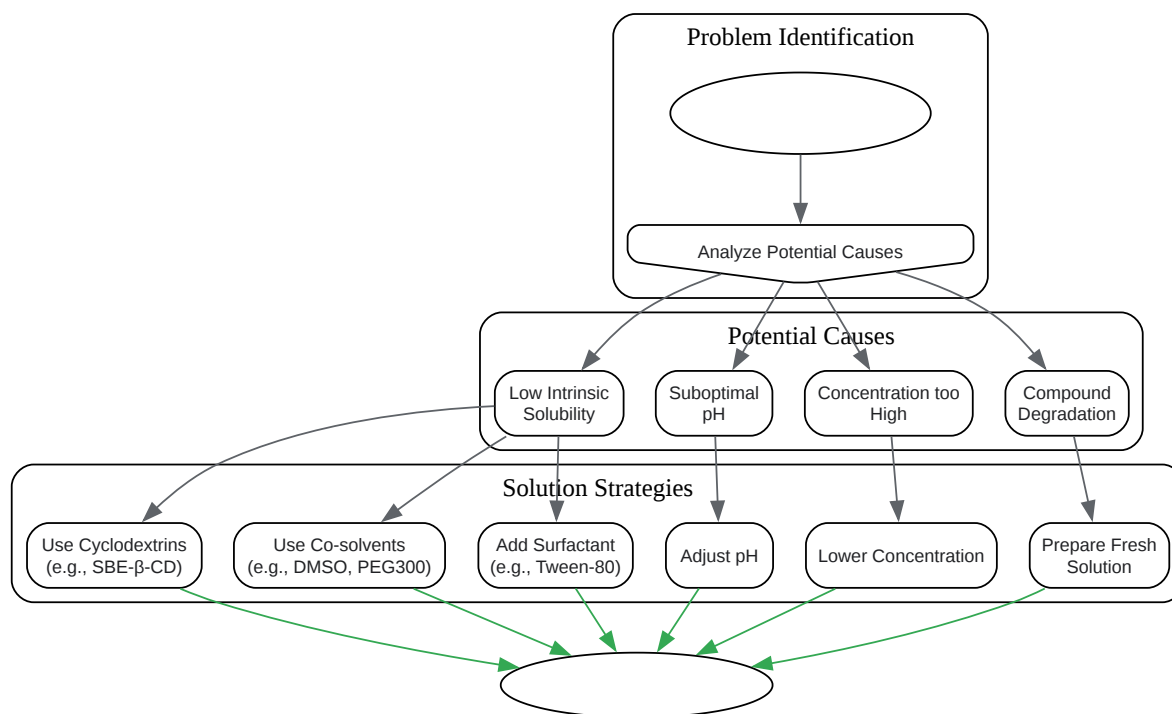 Problem Identification
Analyze Potential Causes
Potential Causes
Low Intrinsic
Solubility
Suboptimal
pH
Concentration too
High
Compound
Degradation
Solution Strategies
Use Cyclodextrins
(e.g., SBE-β-CD)
Use Co-solvents
(e.g., DMSO, PEG300)
Add Surfactant
(e.g., Tween-80)
Adjust pH
Lower Concentration
Prepare Fresh
Solution